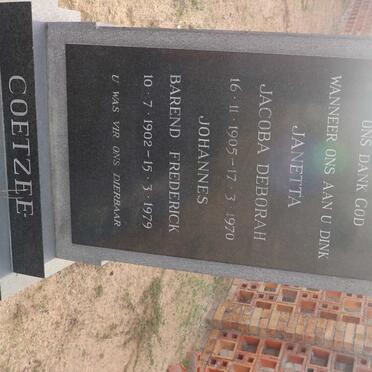 ONS DANK GOD
WANNEER ONS AAN U DINK
JANETTA
JACOBA DEBORAH
16·11·1905–17·3·1970
JOHANNES
BAREND FREDERICK
10·7·1902–15·3·1979
U WAS VIR ONS DIERBAAR
COETZEE